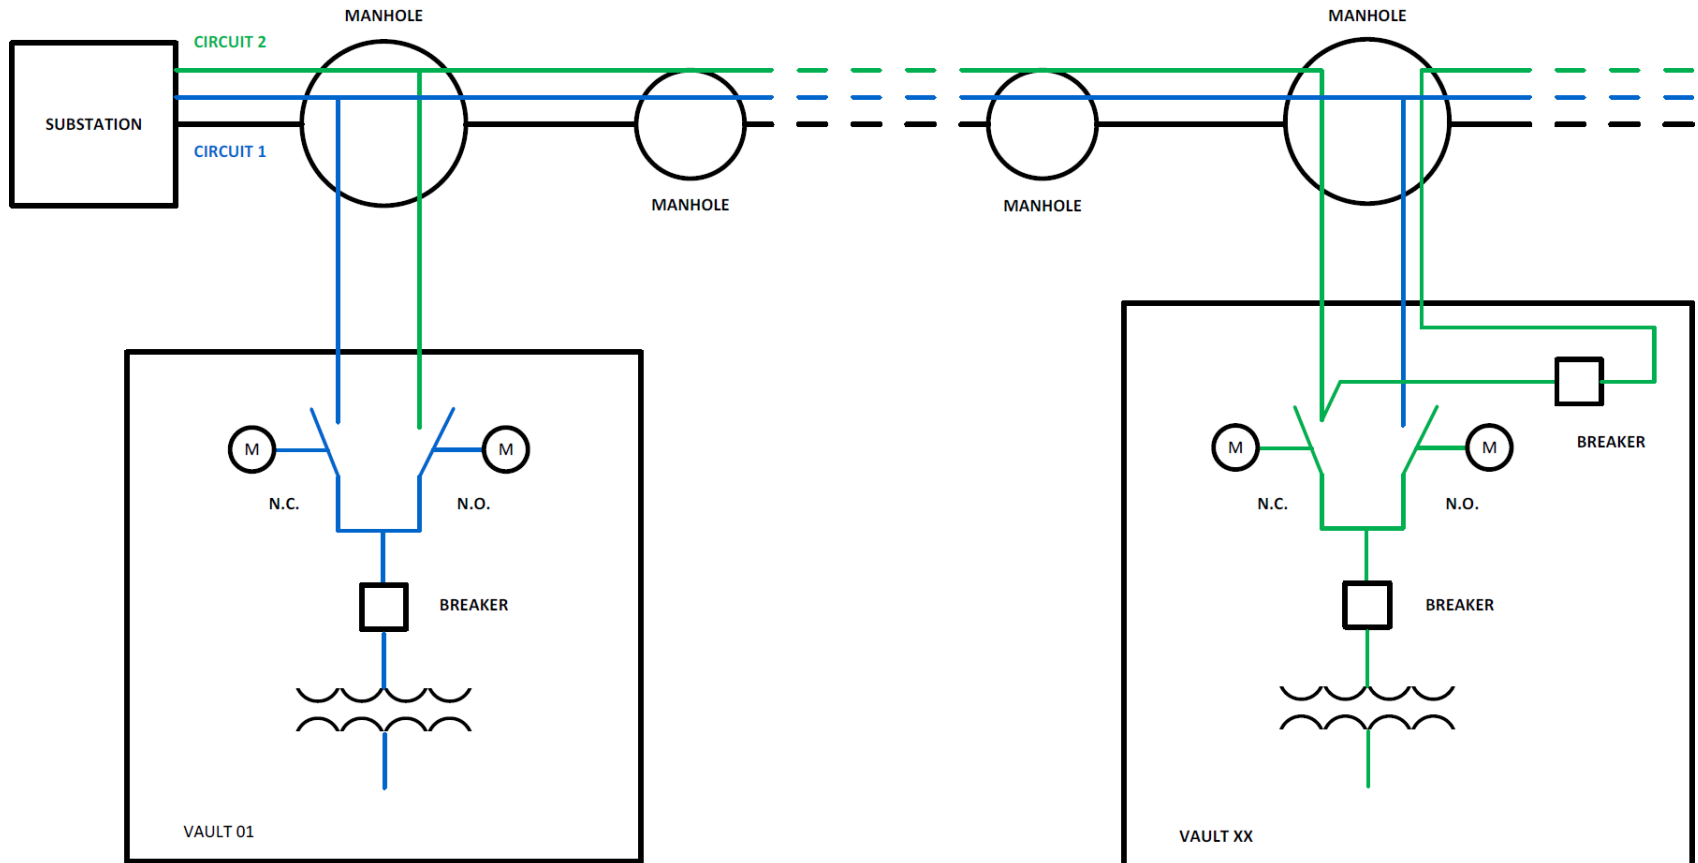 MANHOLE
MANHOLE
CIRCUIT 2
SUBSTATION
CIRCUIT 1
MANHOLE
MANHOLE
M
M
M
M
BREAKER
N.C.
N.O.
N.C.
N.O.
BREAKER
BREAKER
VAULT 01
VAULT XX